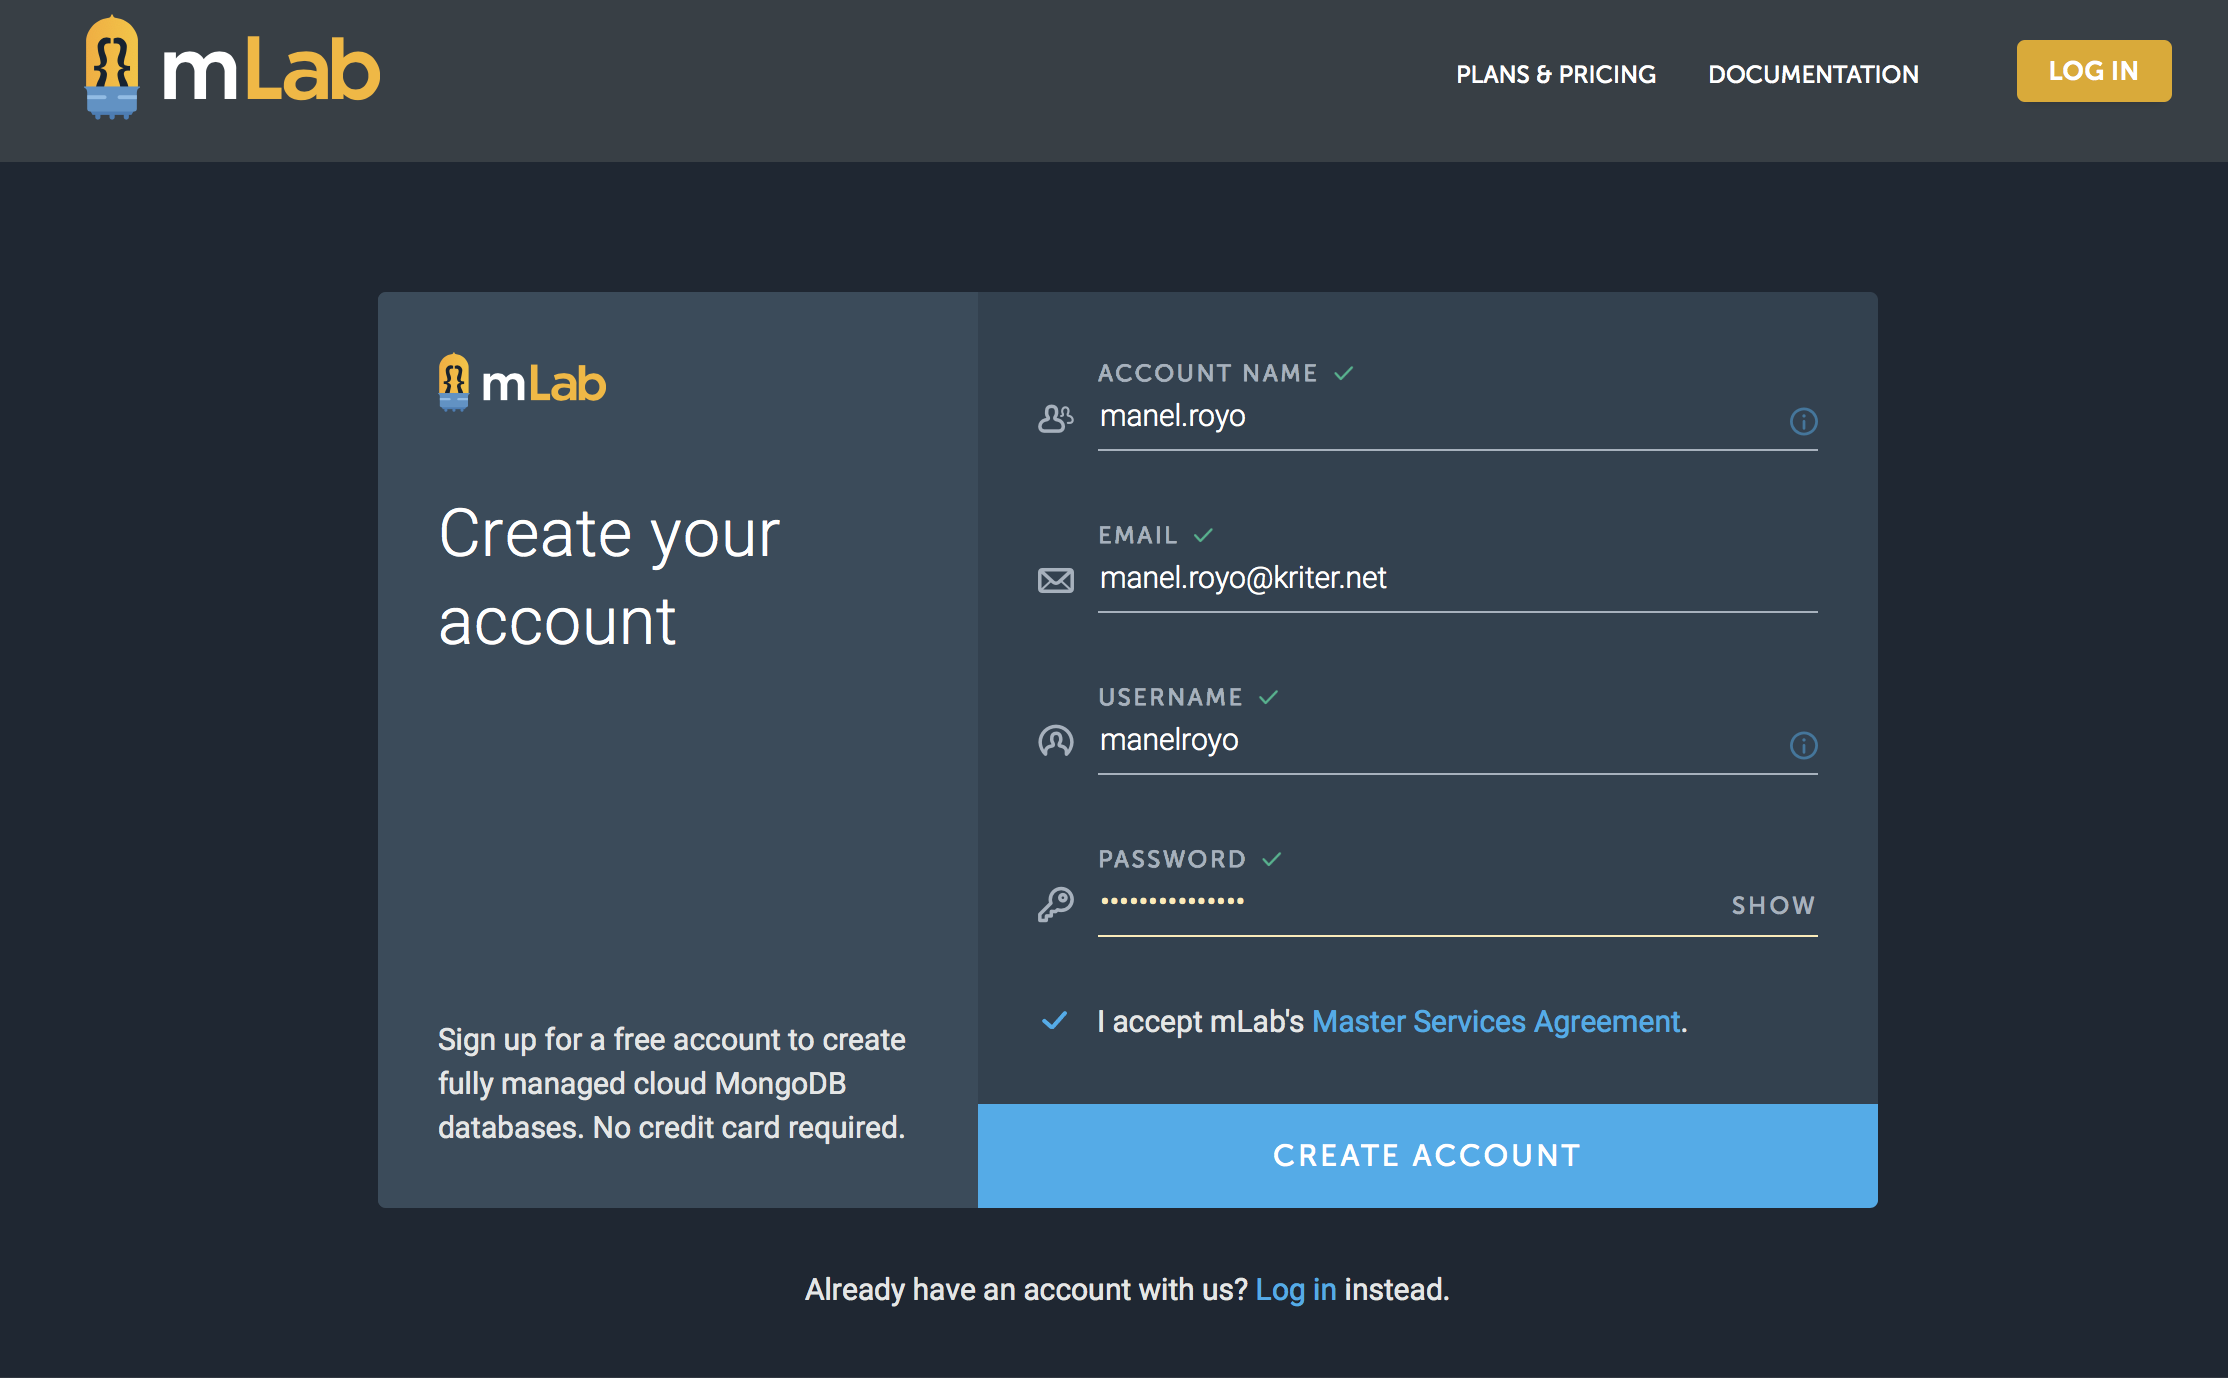 mLab
PLANS & PRICING
DOCUMENTATION
LOG IN
mLab
Create your
account
Sign up for a free account to create
fully managed cloud MongoDB
databases. No credit card required.
ACCOUNT NAME
manel.royo
EMAIL
manel.royo@kriter.net
USERNAME
manelroyo
PASSWORD
•••••••••••••••
SHOW
I accept mLab's Master Services Agreement.
CREATE ACCOUNT
Already have an account with us? Log in instead.